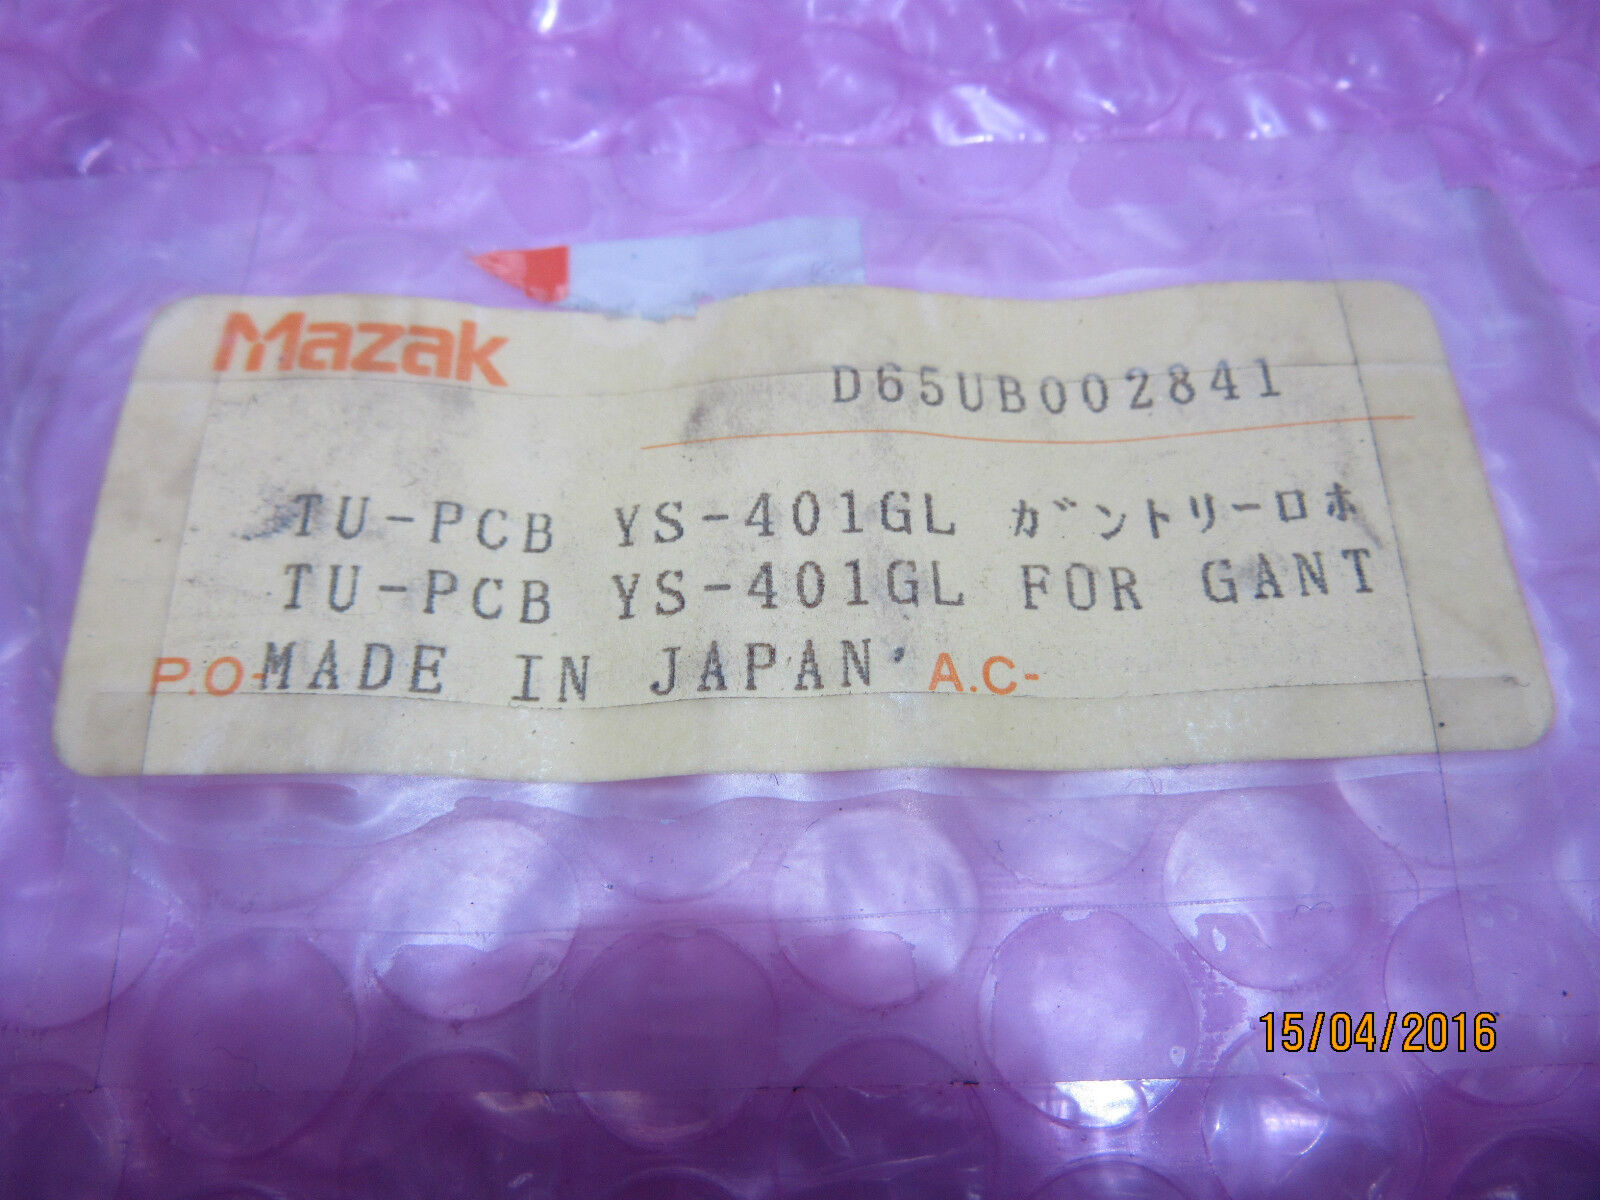 Mazak
D65UB002841
TU-PCB YS-401GL ガントリーロホ
TU-PCB YS-401GL FOR GANT
P.O- MADE IN JAPAN A.C-
15/04/2016